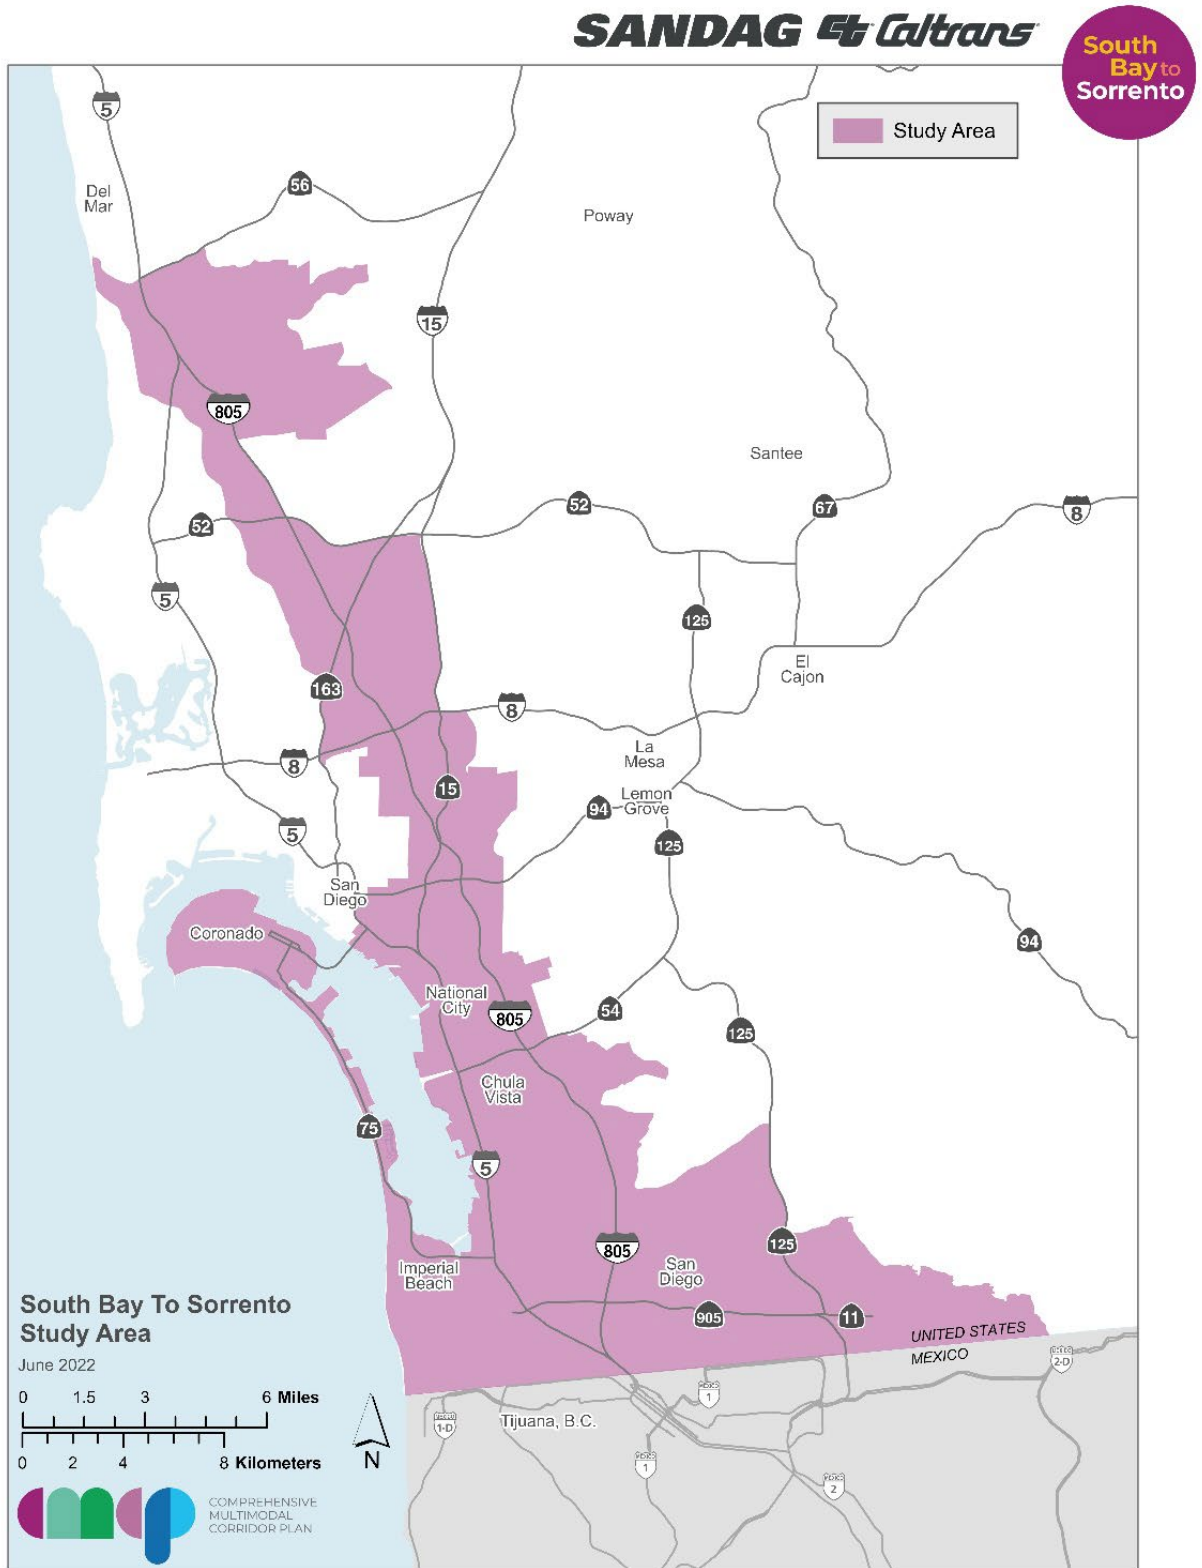 SANDAG Caltrans
South
Bay to
Sorrento
Study Area
5
Del
Mar
56
Poway
15
805
Santee
52
52
67
8
5
125
163
El
Cajon
8
La
Mesa
8
15
94
Lemon
Grove
5
125
San
Diego
Coronado
94
National
City
805
54
125
Chula
Vista
75
5
125
805
San
Diego
Imperial
Beach
905
11
UNITED STATES
MEXICO
2-D
1
1-D
Tijuana, B.C.
1
2
South Bay To Sorrento
Study Area
June 2022
0 1.5 3 6 Miles
0 2 4 8 Kilometers
N
COMPREHENSIVE
MULTIMODAL
CORRIDOR PLAN